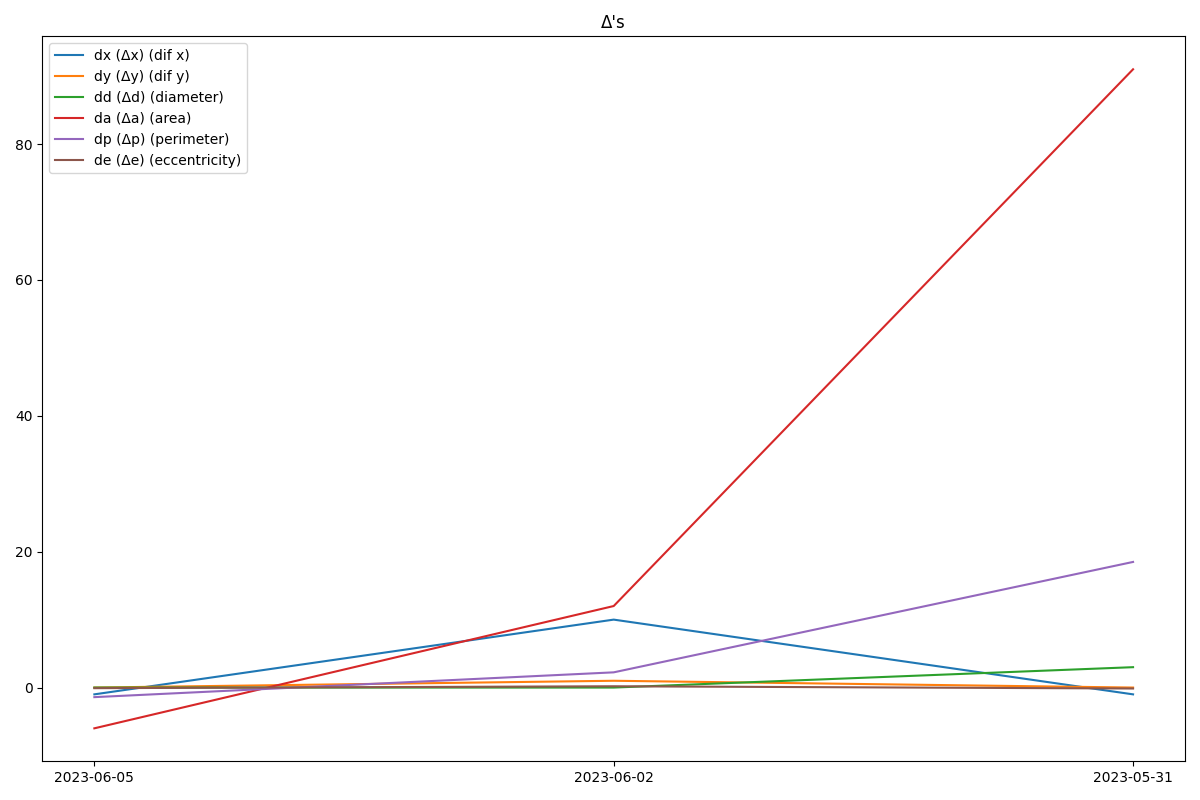 Δ's
dx (Δx) (dif x)
dy (Δy) (dif y)
dd (Δd) (diameter)
da (Δa) (area)
dp (Δp) (perimeter)
de (Δe) (eccentricity)
80
60
40
20
0
2023-06-05 2023-06-02 2023-05-31